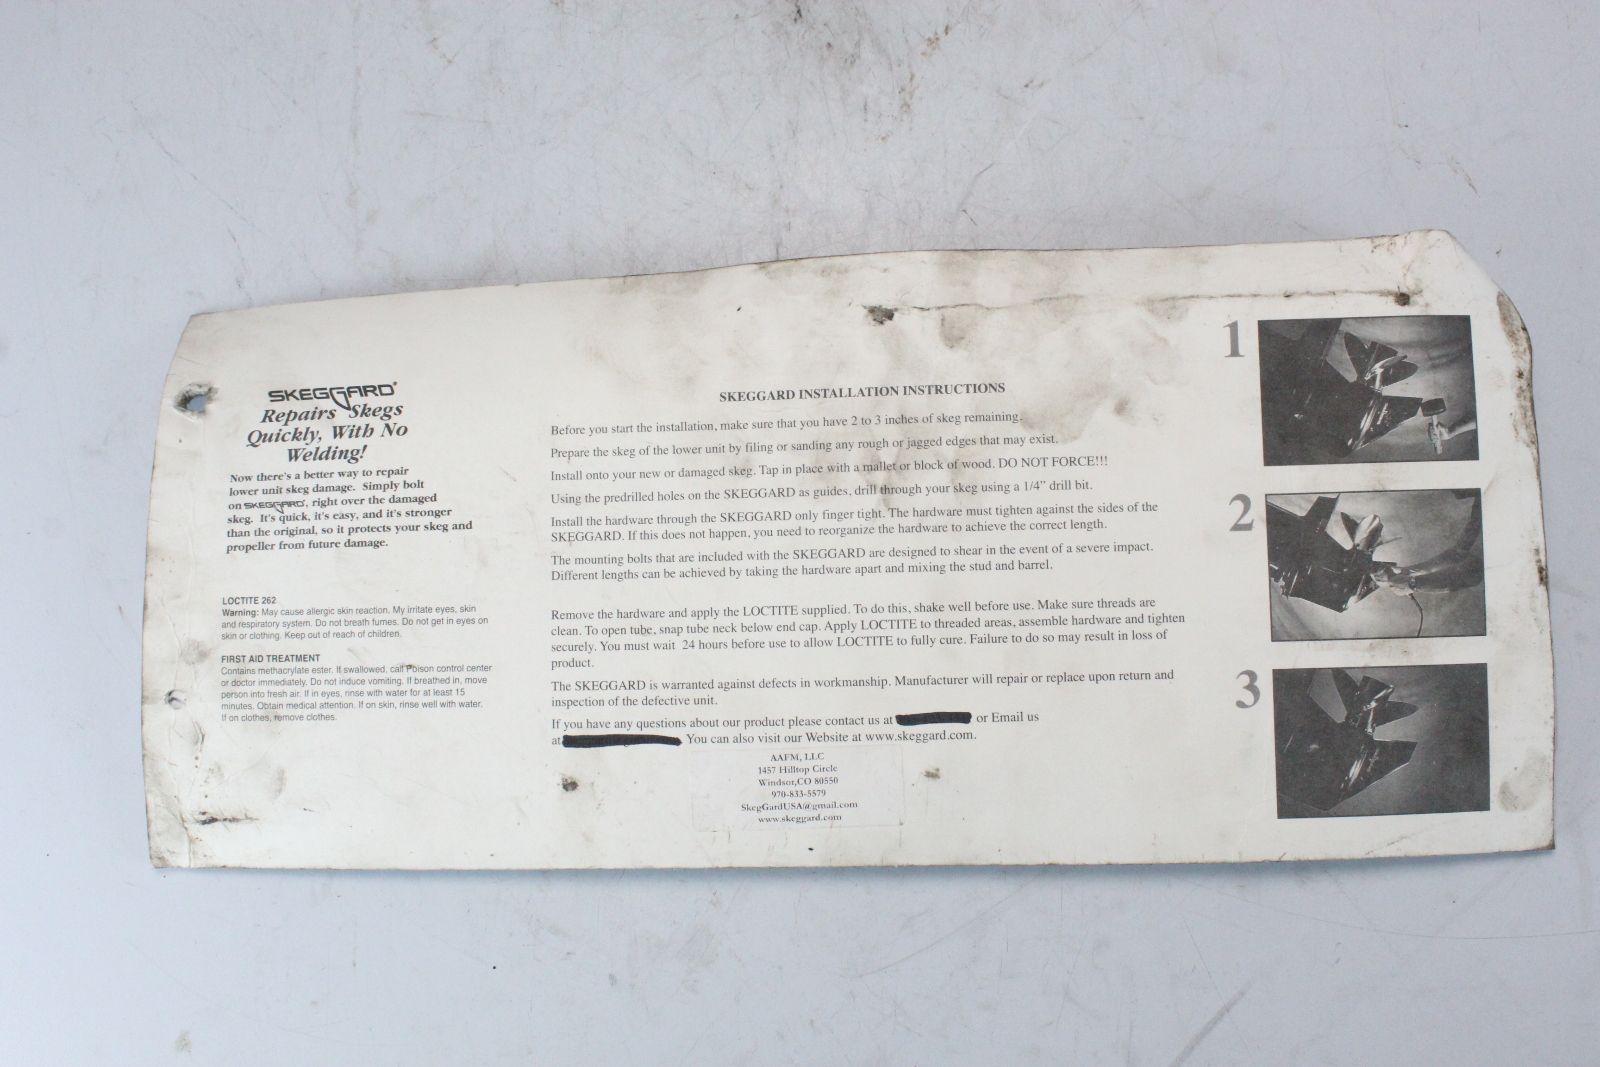 SKEGGARD®
Repairs Skegs
Quickly, With No
Welding!
Now there's a better way to repair
lower unit skeg damage. Simply bolt
on SKEGGARD®, right over the damaged
skeg. It's quick, it's easy, and it's stronger
than the original, so it protects your skeg and
propeller from future damage.
LOCTITE 262
Warning: May cause allergic skin reaction. My irritate eyes, skin
and respiratory system. Do not breath fumes. Do not get in eyes on
skin or clothing. Keep out of reach of children.
FIRST AID TREATMENT
Contains methacrylate ester. If swallowed, call Poison control center
or doctor immediately. Do not induce vomiting. If breathed in, move
person into fresh air. If in eyes, rinse with water for at least 15
minutes. Obtain medical attention. If on skin, rinse well with water.
If on clothes, remove clothes.
SKEGGARD INSTALLATION INSTRUCTIONS
Before you start the installation, make sure that you have 2 to 3 inches of skeg remaining.
Prepare the skeg of the lower unit by filing or sanding any rough or jagged edges that may exist.
Install onto your new or damaged skeg. Tap in place with a mallet or block of wood. DO NOT FORCE!!!
Using the predrilled holes on the SKEGGARD as guides, drill through your skeg using a 1/4" drill bit.
Install the hardware through the SKEGGARD only finger tight. The hardware must tighten against the sides of the
SKEGGARD. If this does not happen, you need to reorganize the hardware to achieve the correct length.
The mounting bolts that are included with the SKEGGARD are designed to shear in the event of a severe impact.
Different lengths can be achieved by taking the hardware apart and mixing the stud and barrel.
Remove the hardware and apply the LOCTITE supplied. To do this, shake well before use. Make sure threads are
clean. To open tube, snap tube neck below end cap. Apply LOCTITE to threaded areas, assemble hardware and tighten
securely. You must wait 24 hours before use to allow LOCTITE to fully cure. Failure to do so may result in loss of
product.
The SKEGGARD is warranted against defects in workmanship. Manufacturer will repair or replace upon return and
inspection of the defective unit.
If you have any questions about our product please contact us at or Email us
at You can also visit our Website at www.skeggard.com.
AAFM, LLC
1457 Hilltop Circle
Windsor,CO 80550
970-833-5579
SkegGardUSA@gmail.com
www.skeggard.com
1
2
3